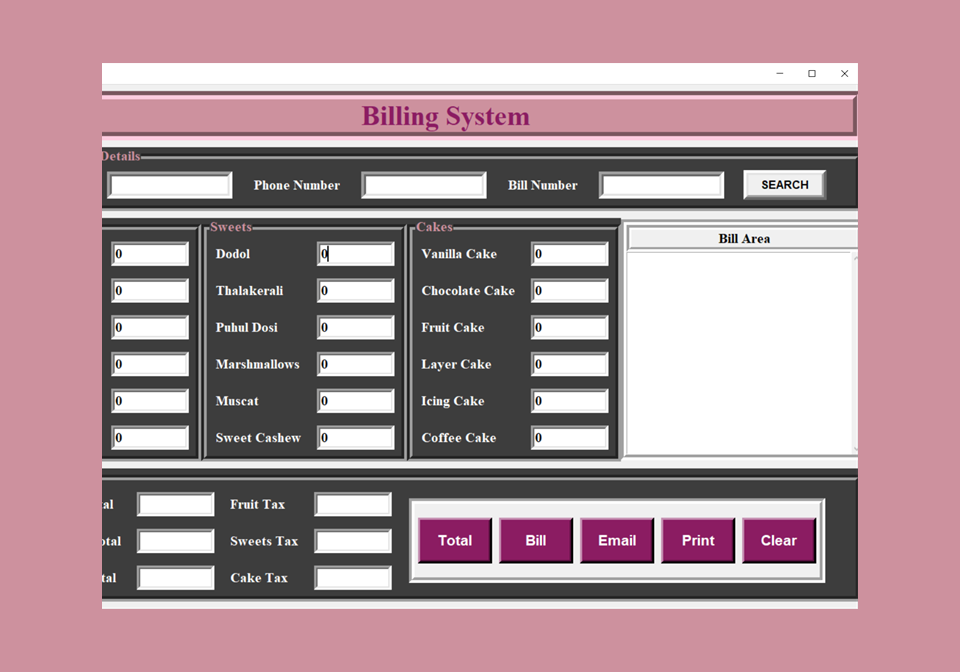 Billing System
Details
Phone Number Bill Number SEARCH
Sweets Cakes
Bill Area
0 Dodol 0 Vanilla Cake 0
0 Thalakerali 0 Chocolate Cake 0
0 Puhul Dosi 0 Fruit Cake 0
0 Marshmallows 0 Layer Cake 0
0 Muscat 0 Icing Cake 0
0 Sweet Cashew 0 Coffee Cake 0
al Fruit Tax
otal Sweets Tax Total Bill Email Print Clear
tal Cake Tax